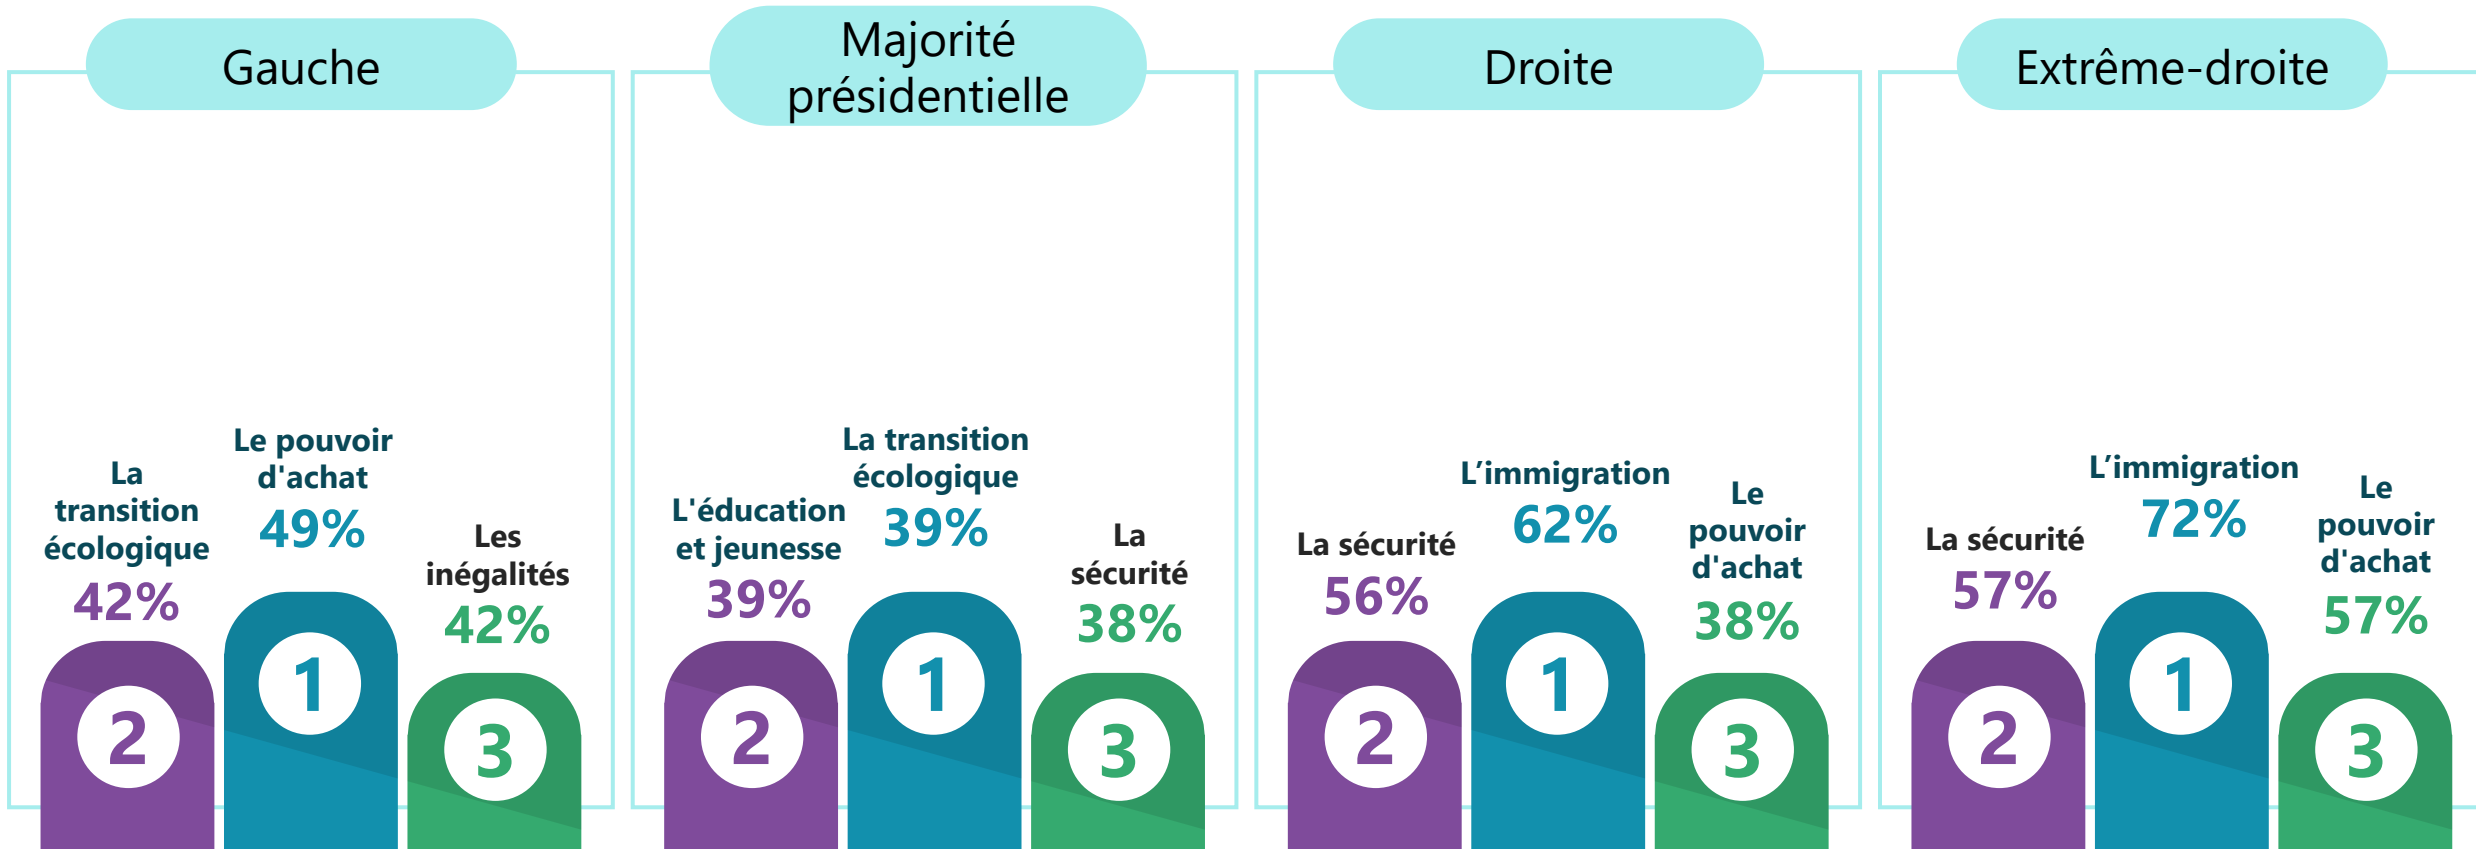 Gauche
La
transition
écologique
42%
2
Le pouvoir
d'achat
49%
1
Les
inégalités
42%
3
Majorité
présidentielle
L'éducation
et jeunesse
39%
2
La transition
écologique
39%
1
La
sécurité
38%
3
Droite
La sécurité
56%
2
L’immigration
62%
1
Le
pouvoir
d'achat
38%
3
Extrême-droite
La sécurité
57%
2
L’immigration
72%
1
Le
pouvoir
d'achat
57%
3